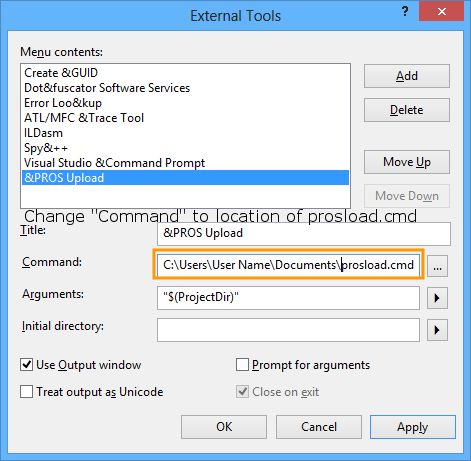 External Tools
?
Menu contents:
Create &GUID
Dot&fuscator Software Services
Error Loo&kup
ATL/MFC &Trace Tool
ILDasm
Spy&++
Visual Studio &Command Prompt
&PROS Upload
Add
Delete
Move Up
Move Down
Change "Command" to location of prosload.cmd
Title:
&PROS Upload
Command:
C:\Users\User Name\Documents\prosload.cmd
...
Arguments:
"$(ProjectDir)"
Initial directory:
Use Output window
Prompt for arguments
Treat output as Unicode
Close on exit
OK
Cancel
Apply